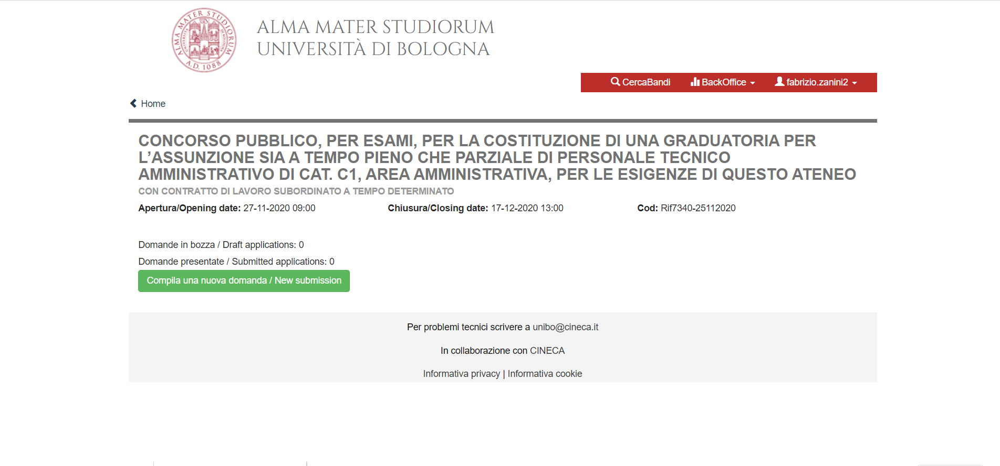 ALMA MATER STUDIORUM
A.D. 1088
ALMA MATER STUDIORUM
UNIVERSITÀ DI BOLOGNA
CercaBandi
BackOffice
fabrizio.zanini2
Home
CONCORSO PUBBLICO, PER ESAMI, PER LA COSTITUZIONE DI UNA GRADUATORIA PER
L’ASSUNZIONE SIA A TEMPO PIENO CHE PARZIALE DI PERSONALE TECNICO
AMMINISTRATIVO DI CAT. C1, AREA AMMINISTRATIVA, PER LE ESIGENZE DI QUESTO ATENEO
CON CONTRATTO DI LAVORO SUBORDINATO A TEMPO DETERMINATO
Apertura/Opening date: 27-11-2020 09:00
Chiusura/Closing date: 17-12-2020 13:00
Cod: Rif7340-25112020
Domande in bozza / Draft applications: 0
Domande presentate / Submitted applications: 0
Compila una nuova domanda / New submission
Per problemi tecnici scrivere a unibo@cineca.it
In collaborazione con CINECA
Informativa privacy | Informativa cookie